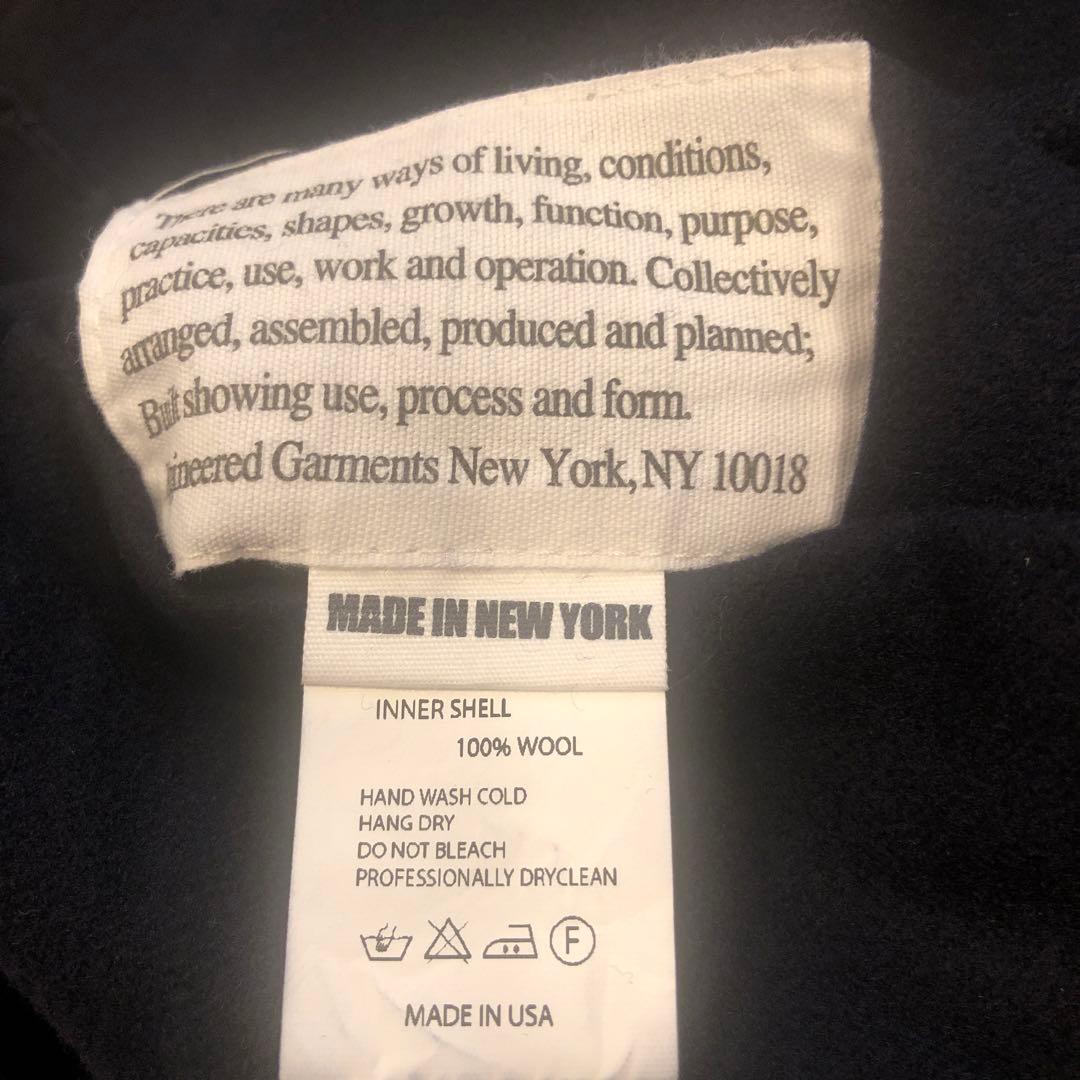 There are many ways of living, conditions,
capacities, shapes, growth, function, purpose,
practice, use, work and operation. Collectively
arranged, assembled, produced and planned;
Built showing use, process and form.
ineered Garments New York, NY 10018
MADE IN NEW YORK
INNER SHELL
100% WOOL
HAND WASH COLD
HANG DRY
DO NOT BLEACH
PROFESSIONALLY DRYCLEAN
F
MADE IN USA